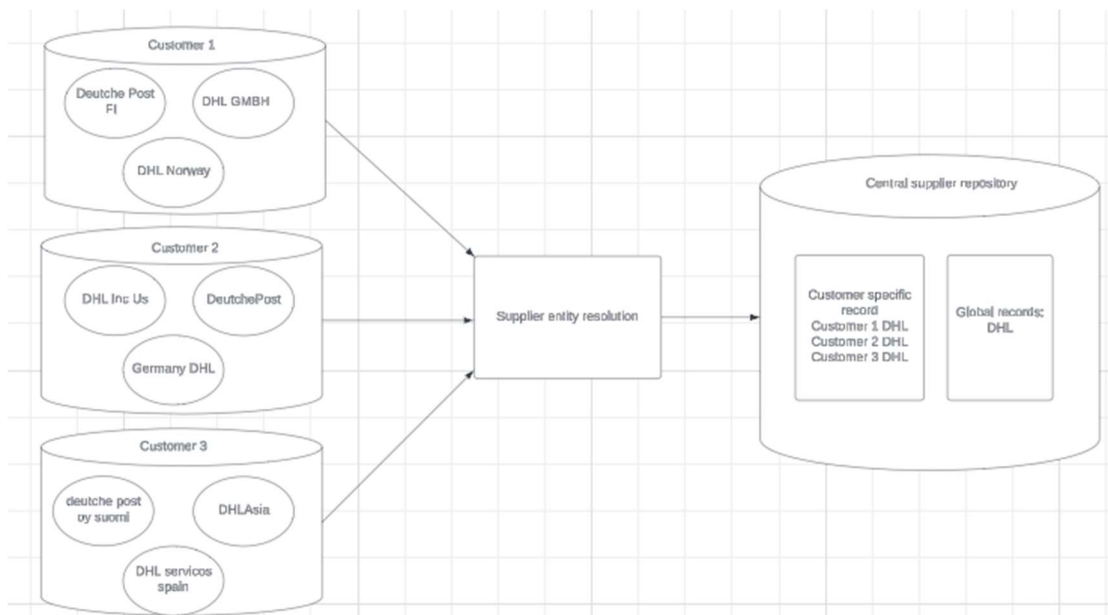 Customer 1
Deutche Post
FI
DHL GMBH
DHL Norway
Customer 2
DHL Inc Us
DeutchePost
Germany DHL
Customer 3
deutche post
oy suomi
DHLAsia
DHL servicos
spain
Supplier entity resolution
Central supplier repository
Customer specific
record
Customer 1 DHL
Customer 2 DHL
Customer 3 DHL
Global records;
DHL